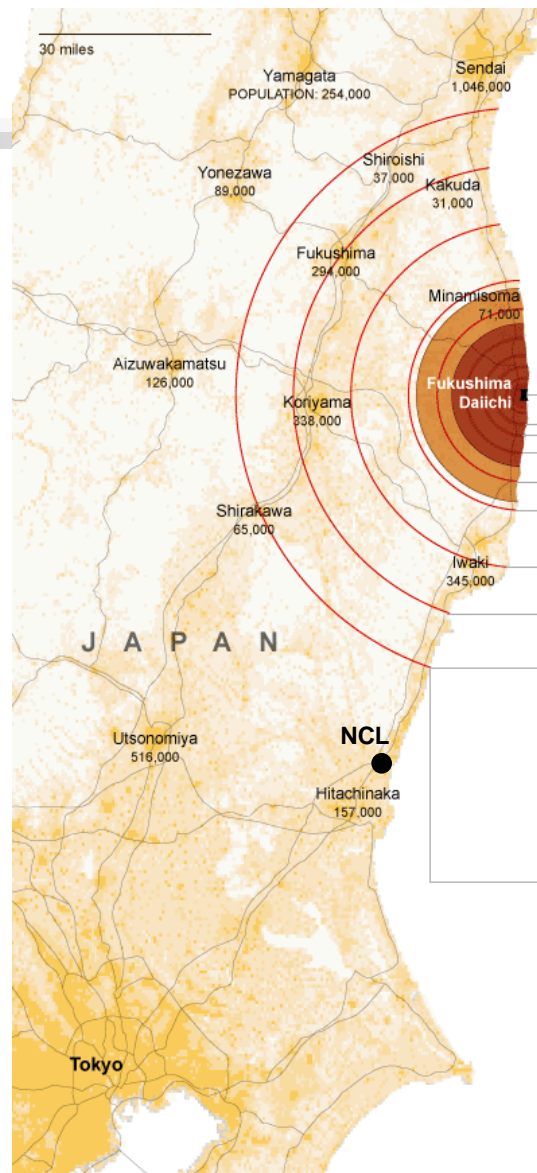 30 miles
Sendai
1,046,000
Yamagata
POPULATION: 254,000
Shiroishi
37,000
Yonezawa
89,000
Kakuda
31,000
Fukushima
294,000
Minamisoma
71,000
Aizuwakamatsu
126,000
Fukushima
Daiichi
Koriyama
338,000
Shirakawa
65,000
Iwaki
345,000
JAPAN
NCL
Utsonomiya
516,000
Hitachinaka
157,000
Tokyo